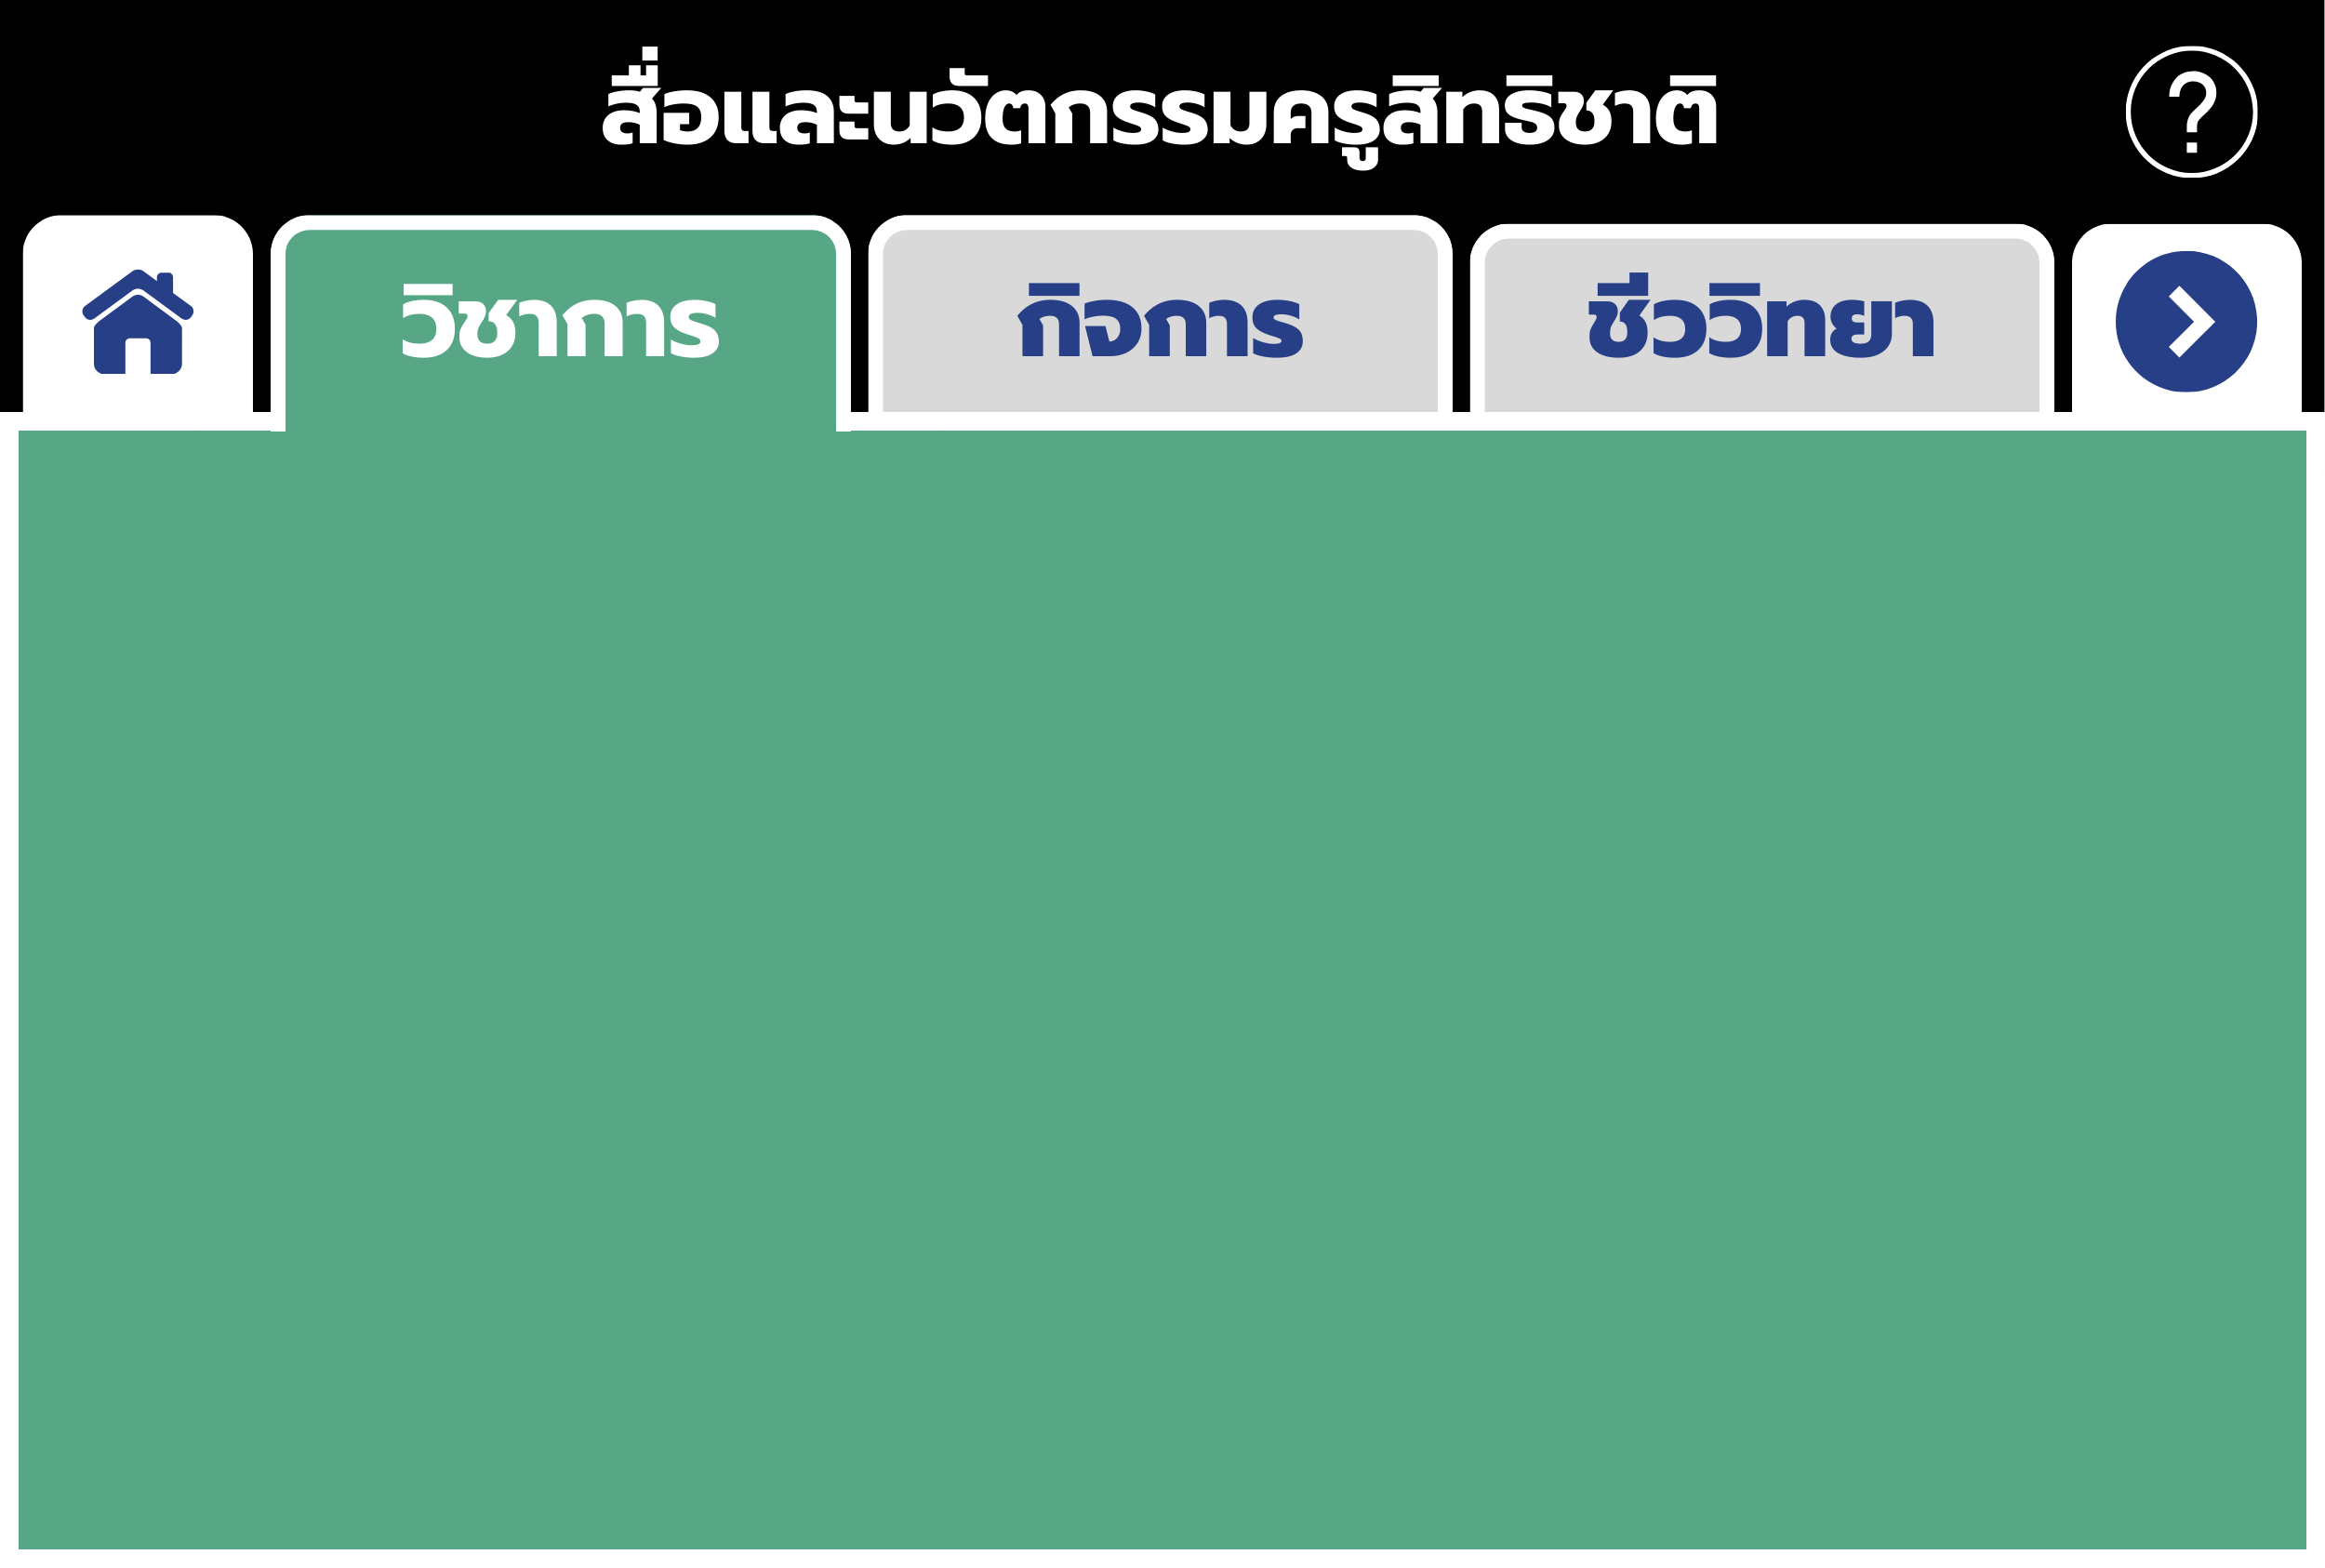 สื่อและนวัตกรรมครูสิทธิชาติ
?
วิชาการ
กิจการ
ชีววิทยา